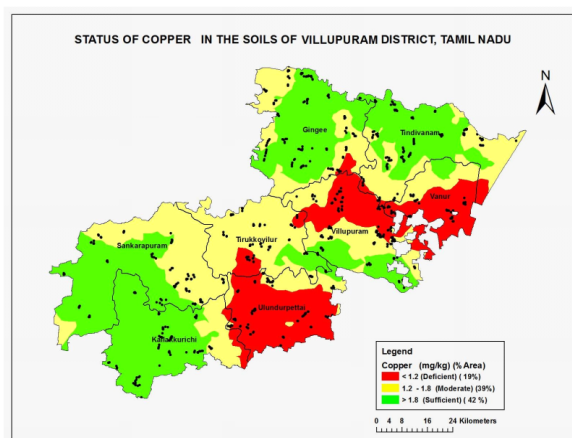 STATUS OF COPPER IN THE SOILS OF VILLUPURAM DISTRICT, TAMIL NADU
N
Gingee
Tindivanam
Vanur
Sankarapuram
Tirukkovilur
Villupuram
Ulundurpettai
Kallakkurichi
Legend
Copper (mg/kg) (% Area)
< 1.2 (Deficient) ( 19%)
1.2 - 1.8 (Moderate) (39%)
> 1.8 (Sufficient) ( 42 %)
0 4 8 16 24 Kilometers